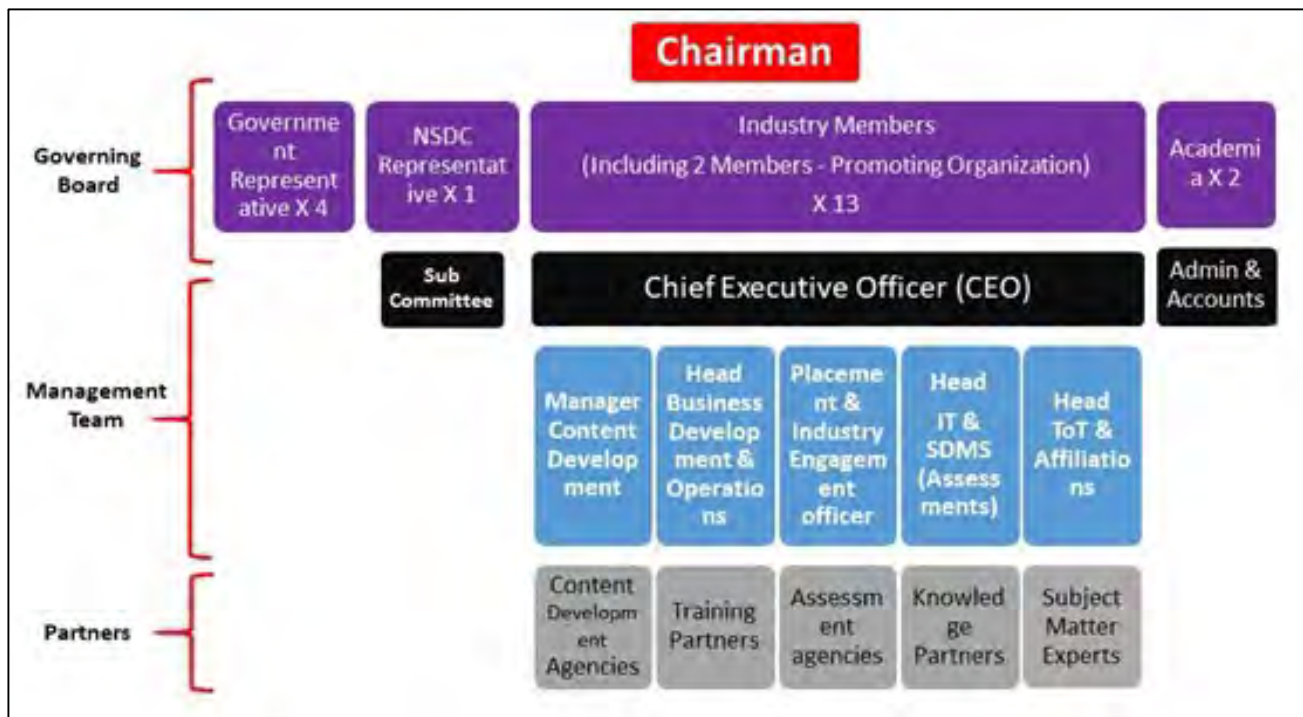 Chairman
Governing
Board
Governme
nt
Represent
ative X 4
NSDC
Representat
ive X 1
Industry Members
(Including 2 Members - Promoting Organization)
X 13
Academi
a X 2
Management
Team
Sub
Committee
Chief Executive Officer (CEO)
Admin &
Accounts
Manager
Content
Develop
ment
Head
Business
Develop
ment &
Operatio
ns
Placeme
nt &
Industry
Engagem
ent
officer
Head
IT &
SDMS
(Assess
ments)
Head
ToT &
Affiliatio
ns
Partners
Content
Developm
ent
Agencies
Training
Partners
Assessm
ent
agencies
Knowled
ge
Partners
Subject
Matter
Experts